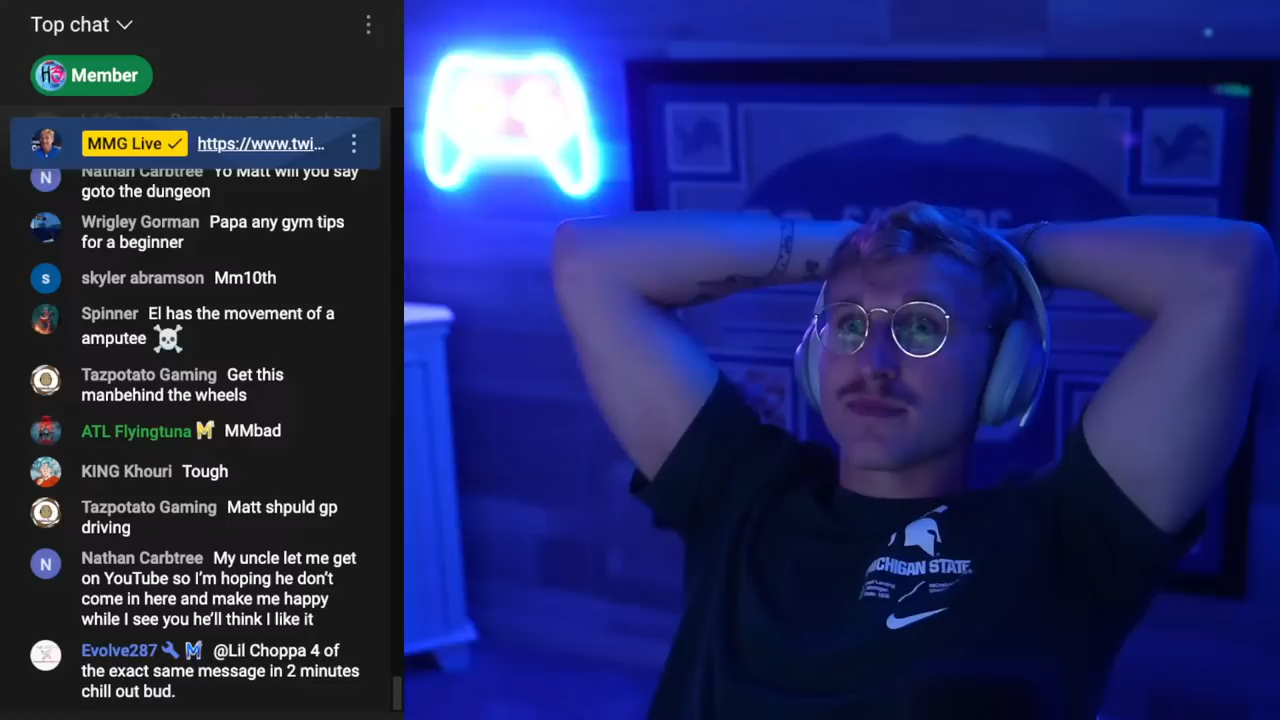 Top chat
Member
MMG Live https://www.twi...
Nathan Carbtree Yo Matt will you say
goto the dungeon
Wrigley Gorman Papa any gym tips
for a beginner
skyler abramson Mm10th
Spinner El has the movement of a
amputee
Tazpotato Gaming Get this
manbehind the wheels
ATL Flyingtuna MMbad
KING Khouri Tough
Tazpotato Gaming Matt shpuld gp
driving
Nathan Carbtree My uncle let me get
on YouTube so I'm hoping he don't
come in here and make me happy
while I see you he'll think I like it
Evolve287 @Lil Choppa 4 of
the exact same message in 2 minutes
chill out bud.
N
S
N
MICHIGAN STATE